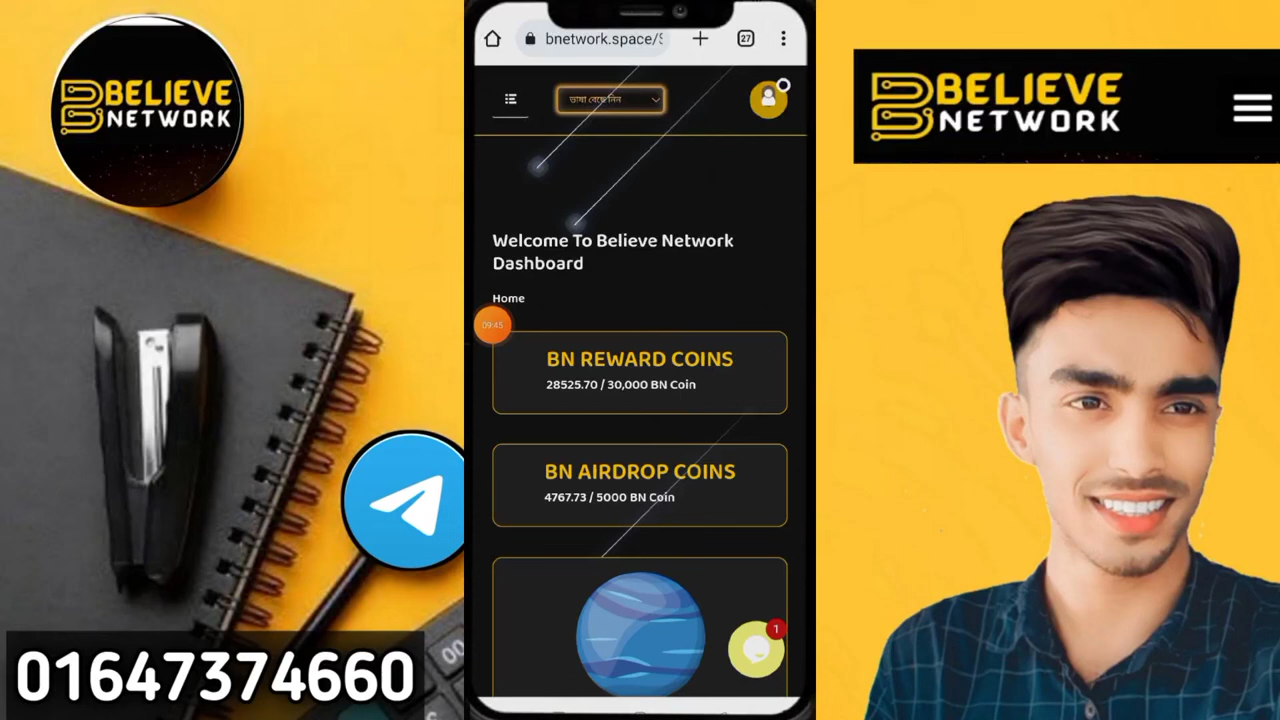 BELIEVE
NETWORK
01647374660
bnetwork.space/S
27
ভাষা বেছে নিন
Welcome To Believe Network
Dashboard
Home
09:45
BN REWARD COINS
28525.70 / 30,000 BN Coin
BN AIRDROP COINS
4767.73 / 5000 BN Coin
1
BELIEVE
NETWORK